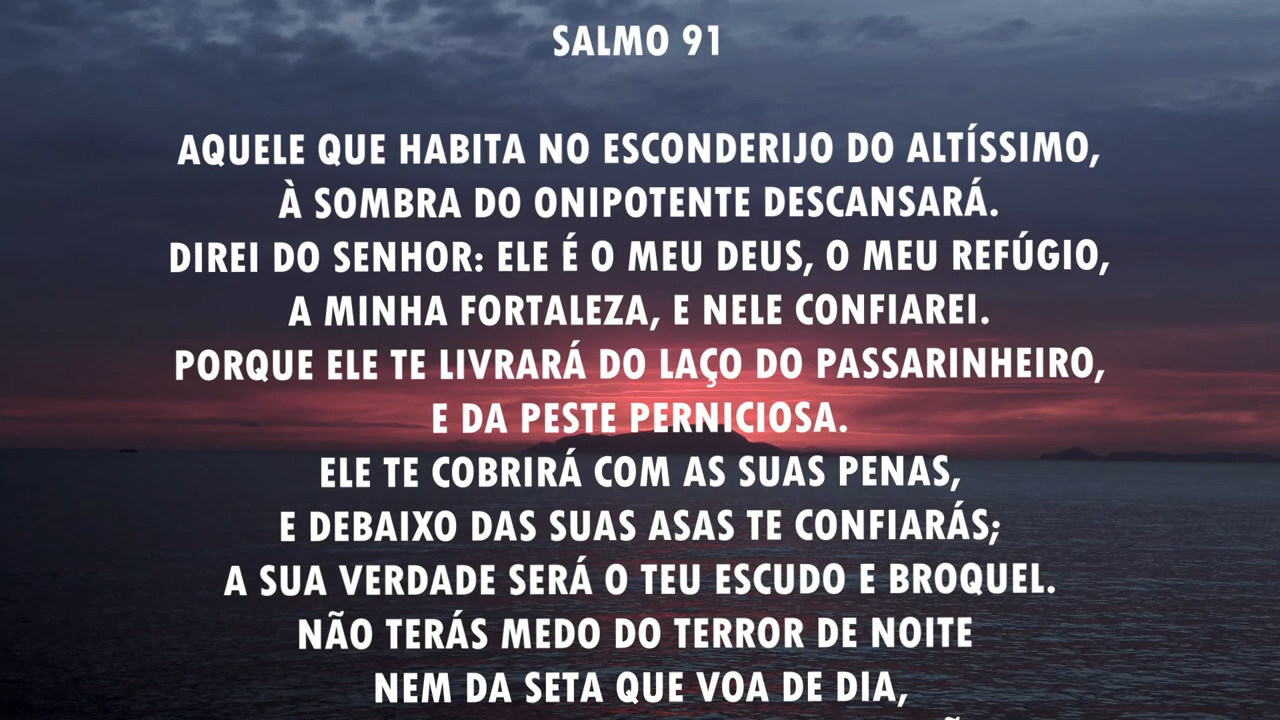 SALMO 91
AQUELE QUE HABITA NO ESCONDERIJO DO ALTÍSSIMO,
À SOMBRA DO ONIPOTENTE DESCANSARÁ.
DIREI DO SENHOR: ELE É O MEU DEUS, O MEU REFÚGIO,
A MINHA FORTALEZA, E NELE CONFIAREI.
PORQUE ELE TE LIVRARÁ DO LAÇO DO PASSARINHEIRO,
E DA PESTE PERNICIOSA.
ELE TE COBRIRÁ COM AS SUAS PENAS,
E DEBAIXO DAS SUAS ASAS TE CONFIARÁS;
A SUA VERDADE SERÁ O TEU ESCUDO E BROQUEL.
NÃO TERÁS MEDO DO TERROR DE NOITE
NEM DA SETA QUE VOA DE DIA,